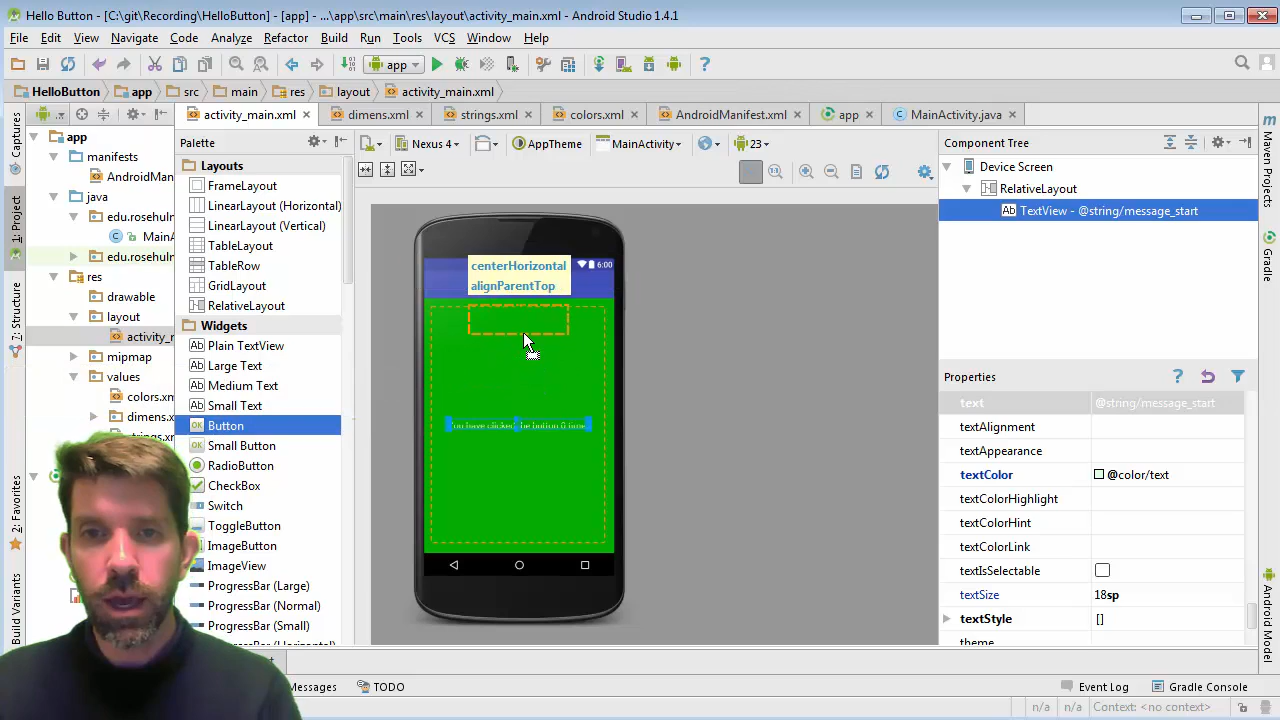 Hello Button - [C:\git\Recording\HelloButton] - [app] - ...\app\src\main\res\layout\activity_main.xml - Android Studio 1.4.1
File Edit View Navigate Code Analyze Refactor Build Run Tools VCS Window Help
app
HelloButton app src main res layout activity_main.xml
activity_main.xml dimens.xml strings.xml colors.xml AndroidManifest.xml app MainActivity.java
Captures
1: Project
7: Structure
2: Favorites
Build Variants
app
manifests
AndroidMan
java
edu.rosehuln
MainA
edu.rosehuln
res
drawable
layout
activity_m
mipmap
values
colors.xm
dimens.x
Palette
Layouts
FrameLayout
LinearLayout (Horizontal)
LinearLayout (Vertical)
TableLayout
TableRow
GridLayout
RelativeLayout
Widgets
Plain TextView
Large Text
Medium Text
Small Text
Button
Small Button
RadioButton
CheckBox
Switch
ToggleButton
ImageButton
ImageView
ProgressBar (Large)
ProgressBar (Normal)
ProgressBar (Small)
Nexus 4 AppTheme MainActivity 23
centerHorizontal
alignParentTop
6:00
Component Tree
Device Screen
RelativeLayout
TextView - @string/message_start
Properties
text @string/message_start
textAlignment
textAppearance
textColor @color/text
textColorHighlight
textColorHint
textColorLink
textIsSelectable
textSize 18sp
textStyle []
theme
Maven Projects
Gradle
Android Model
Messages TODO
Event Log Gradle Console
n/a n/a Context: <no context>